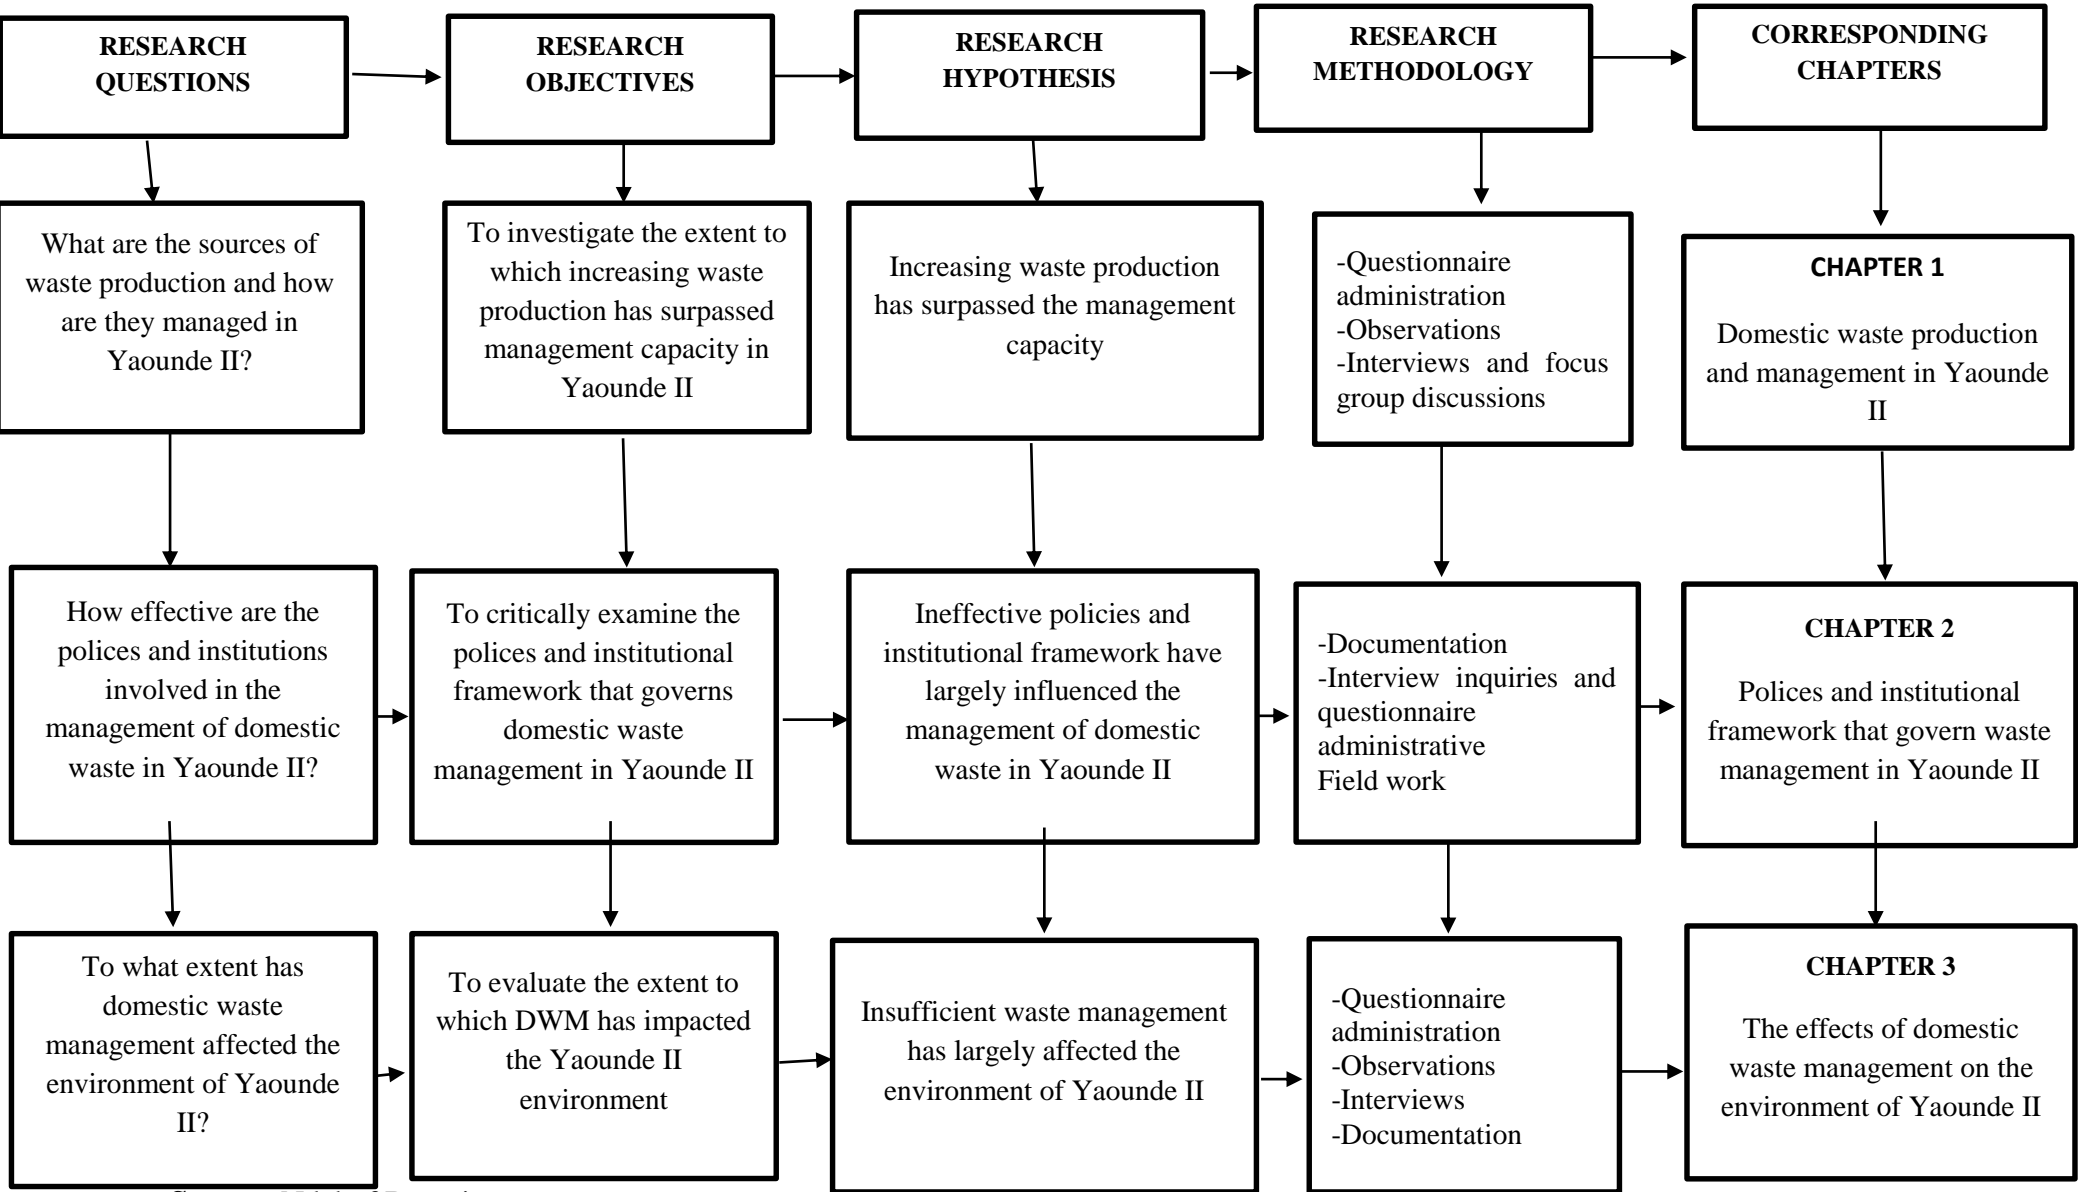 RESEARCH
QUESTIONS
RESEARCH
OBJECTIVES
RESEARCH
HYPOTHESIS
RESEARCH
METHODOLOGY
CORRESPONDING
CHAPTERS
What are the sources of
waste production and how
are they managed in
Yaounde II?
To investigate the extent to
which increasing waste
production has surpassed
management capacity in
Yaounde II
Increasing waste production
has surpassed the management
capacity
-Questionnaire
administration
-Observations
-Interviews and focus
group discussions
CHAPTER 1
Domestic waste production
and management in Yaounde
II
How effective are the
polices and institutions
involved in the
management of domestic
waste in Yaounde II?
To critically examine the
polices and institutional
framework that governs
domestic waste
management in Yaounde II
Ineffective policies and
institutional framework have
largely influenced the
management of domestic
waste in Yaounde II
-Documentation
-Interview inquiries and
questionnaire
administrative
Field work
CHAPTER 2
Polices and institutional
framework that govern waste
management in Yaounde II
To what extent has
domestic waste
management affected the
environment of Yaounde
II?
To evaluate the extent to
which DWM has impacted
the Yaounde II
environment
Insufficient waste management
has largely affected the
environment of Yaounde II
-Questionnaire
administration
-Observations
-Interviews
-Documentation
CHAPTER 3
The effects of domestic
waste management on the
environment of Yaounde II